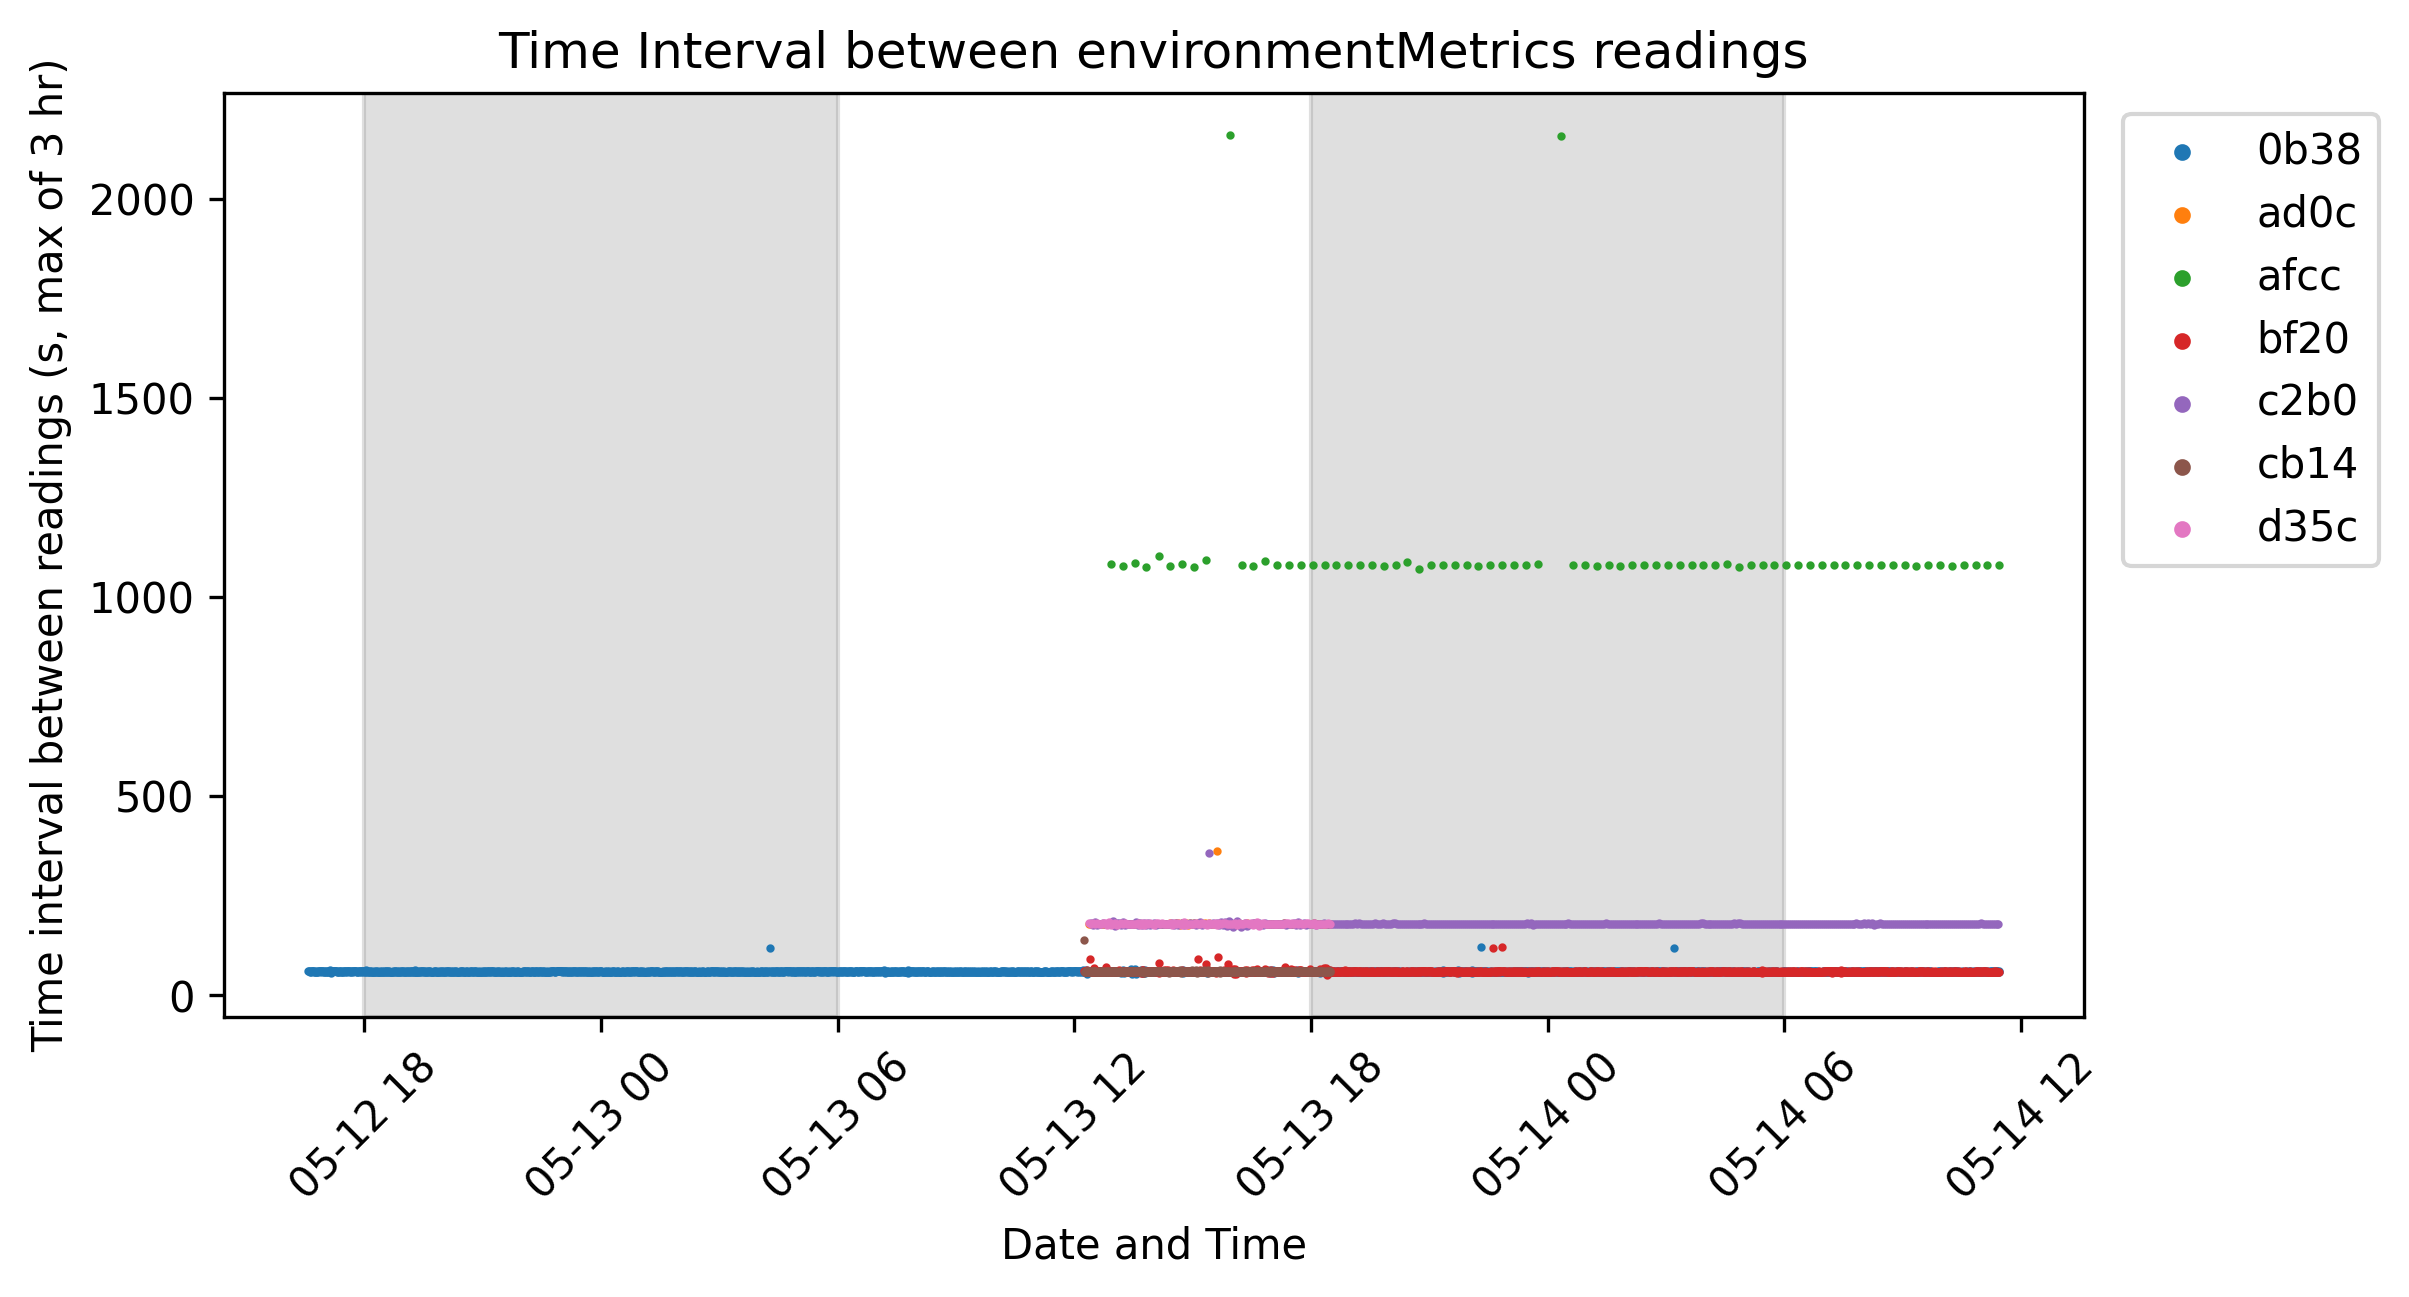 Time Interval between environmentMetrics readings
Time interval between readings (s, max of 3 hr)
2000
1500
1000
500
0
05-12 18
05-13 00
05-13 06
05-13 12
05-13 18
05-14 00
05-14 06
05-14 12
Date and Time
0b38
ad0c
afcc
bf20
c2b0
cb14
d35c